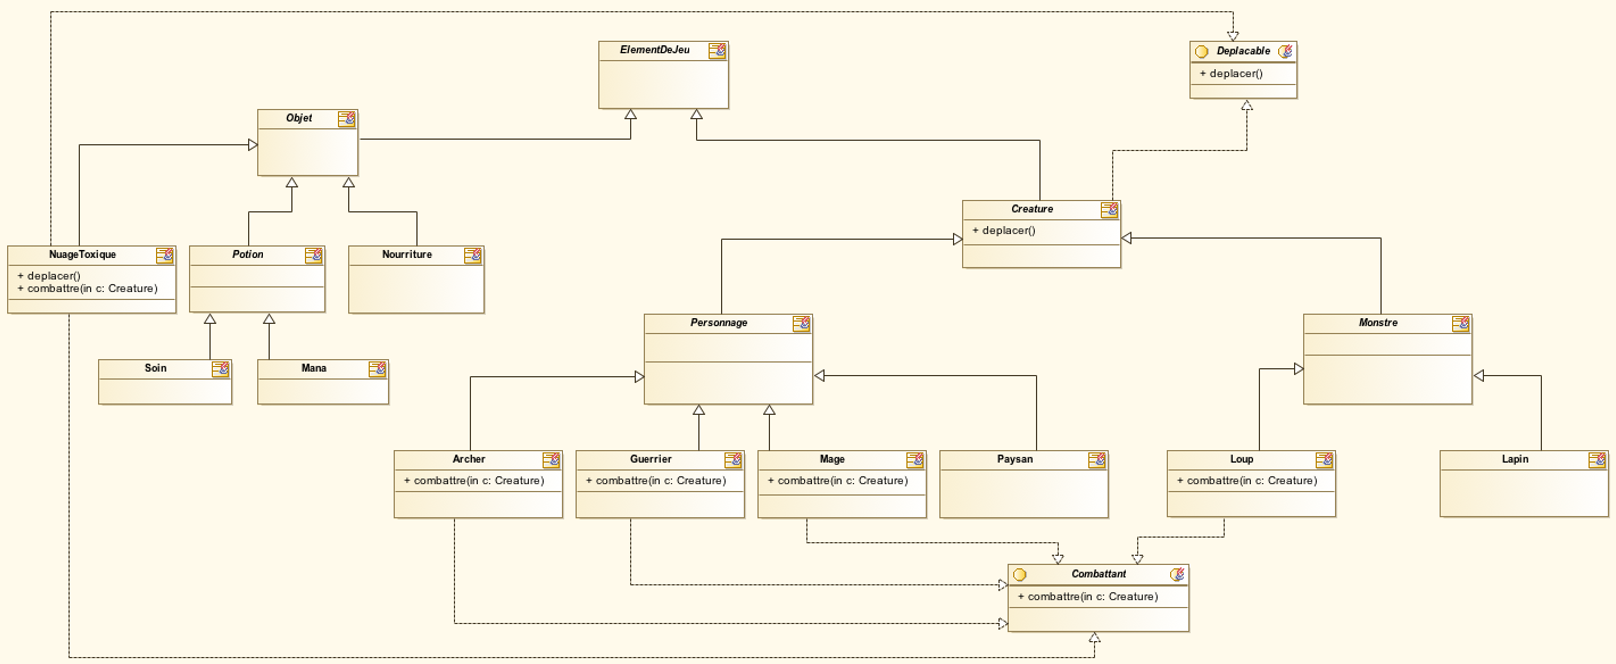 ElementDeJeu
Deplacable
+ deplacer()
Objet
Creature
+ deplacer()
NuageToxique
+ deplacer()
+ combattre(in c: Creature)
Potion
Nourriture
Personnage
Monstre
Soin
Mana
Archer
+ combattre(in c: Creature)
Guerrier
+ combattre(in c: Creature)
Mage
+ combattre(in c: Creature)
Paysan
Loup
+ combattre(in c: Creature)
Lapin
Combattant
+ combattre(in c: Creature)